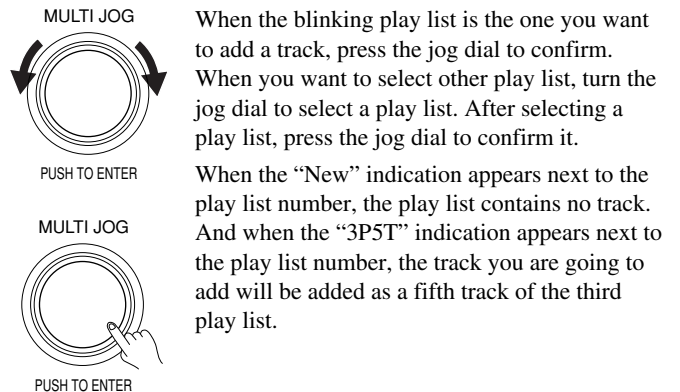 MULTI JOG
PUSH TO ENTER
MULTI JOG
PUSH TO ENTER
When the blinking play list is the one you want
to add a track, press the jog dial to confirm.
When you want to select other play list, turn the
jog dial to select a play list. After selecting a
play list, press the jog dial to confirm it.
When the “New” indication appears next to the
play list number, the play list contains no track.
And when the “3P5T” indication appears next to
the play list number, the track you are going to
add will be added as a fifth track of the third
play list.